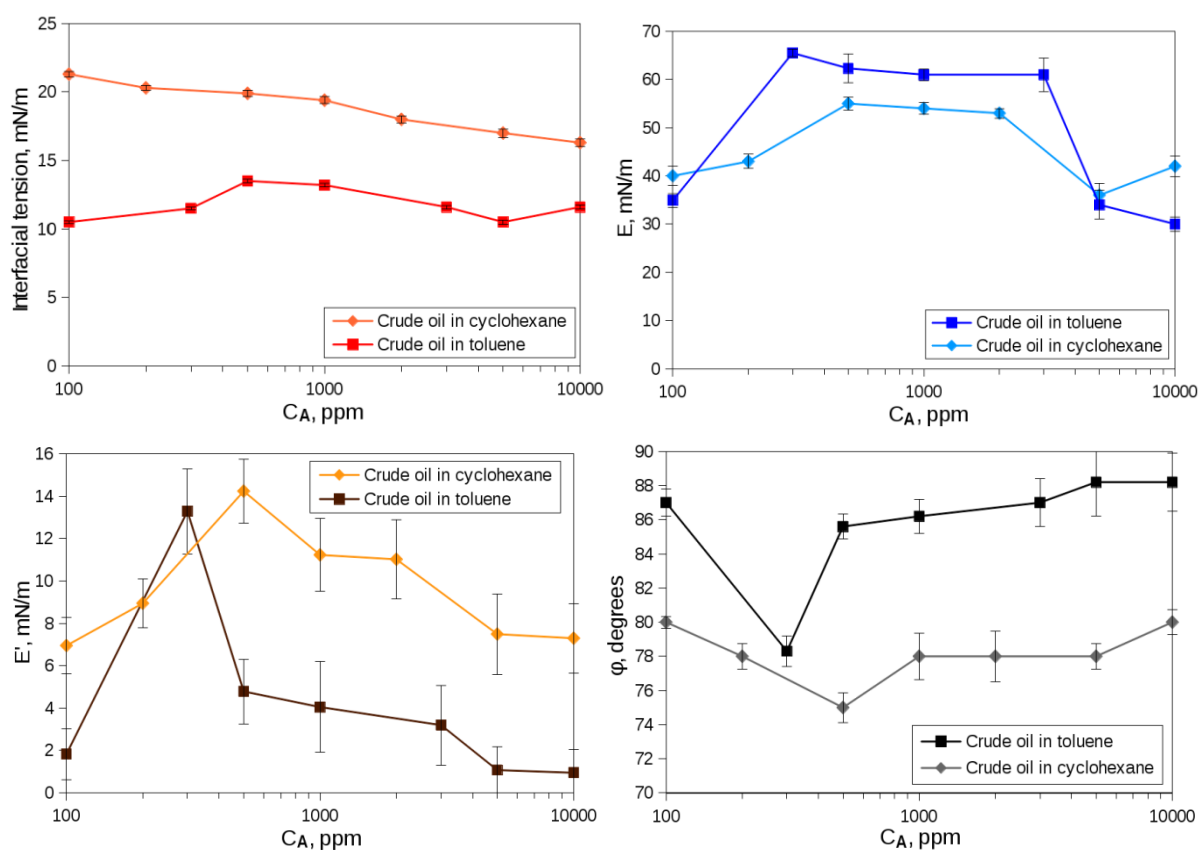 Interfacial tension, mN/m
25
20
15
10
5
0
100
1000
10000
C_A, ppm
Crude oil in cyclohexane
Crude oil in toluene
E, mN/m
70
60
50
40
30
20
10
0
100
1000
10000
C_A, ppm
Crude oil in toluene
Crude oil in cyclohexane
E', mN/m
16
14
12
10
8
6
4
2
0
100
1000
10000
C_A, ppm
Crude oil in cyclohexane
Crude oil in toluene
φ, degrees
90
88
86
84
82
80
78
76
74
72
70
100
1000
10000
C_A, ppm
Crude oil in toluene
Crude oil in cyclohexane